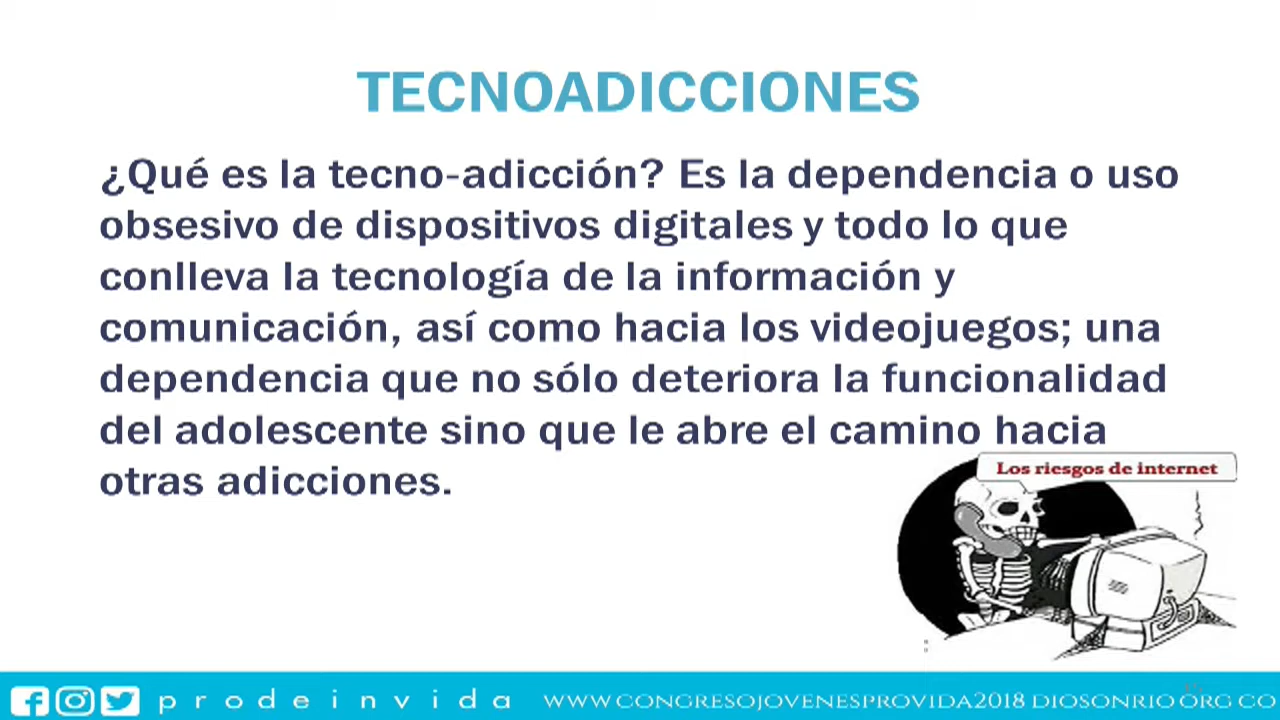 TECNOADICCIONES
¿Qué es la tecno-adicción? Es la dependencia o uso
obsesivo de dispositivos digitales y todo lo que
conlleva la tecnología de la información y
comunicación, así como hacia los videojuegos; una
dependencia que no sólo deteriora la funcionalidad
del adolescente sino que le abre el camino hacia
otras adicciones.
Los riesgos de internet
prodeinvida WWW.CONGRESOJOVENESPROVIDA2018 DIOSONRIO ORG CO